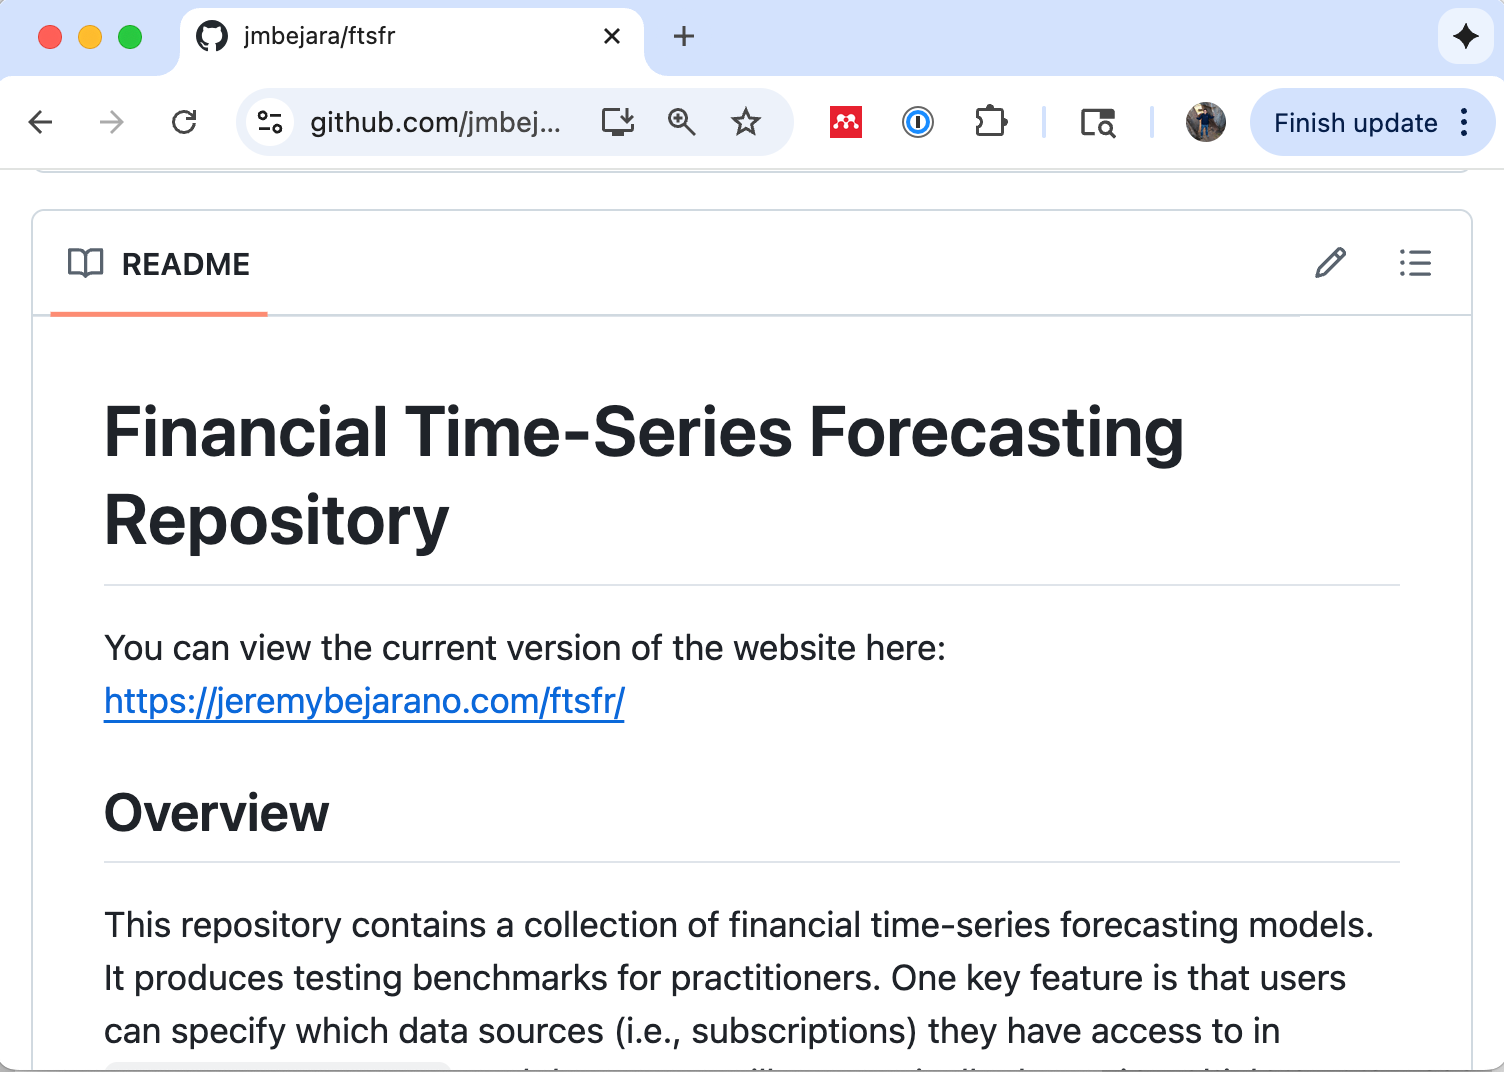 jmbejara/ftsfr
github.com/jmbej...
Finish update
README
Financial Time-Series Forecasting
Repository
You can view the current version of the website here:
https://jeremybejarano.com/ftsfr/
Overview
This repository contains a collection of financial time-series forecasting models.
It produces testing benchmarks for practitioners. One key feature is that users
can specify which data sources (i.e., subscriptions) they have access to in